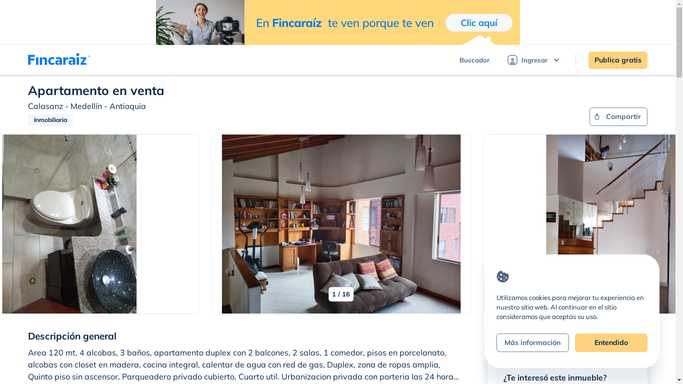 En Fincaraíz te ven porque te ven
Clic aquí
Fincaraíz
Buscador
Ingresar
Publica gratis
Apartamento en venta
Calasanz - Medellín - Antioquia
Inmobiliaria
Compartir
1 / 16
Utilizamos cookies para mejorar tu experiencia en
nuestro sitio web. Al continuar en el sitio
consideramos que aceptas su uso.
Más información
Entendido
Descripción general
Area 120 mt, 4 alcobas, 3 baños, apartamento duplex con 2 balcones, 2 salas, 1 comedor, pisos en porcelanato,
alcobas con closet en madera, cocina integral, calentar de agua con red de gas, Duplex, zona de ropas amplia,
Quinto piso sin ascensor. Parqueadero privado cubierto, Cuarto util. Urbanizacion privada con porteria las 24 hora...
¿Te interesó este inmueble?